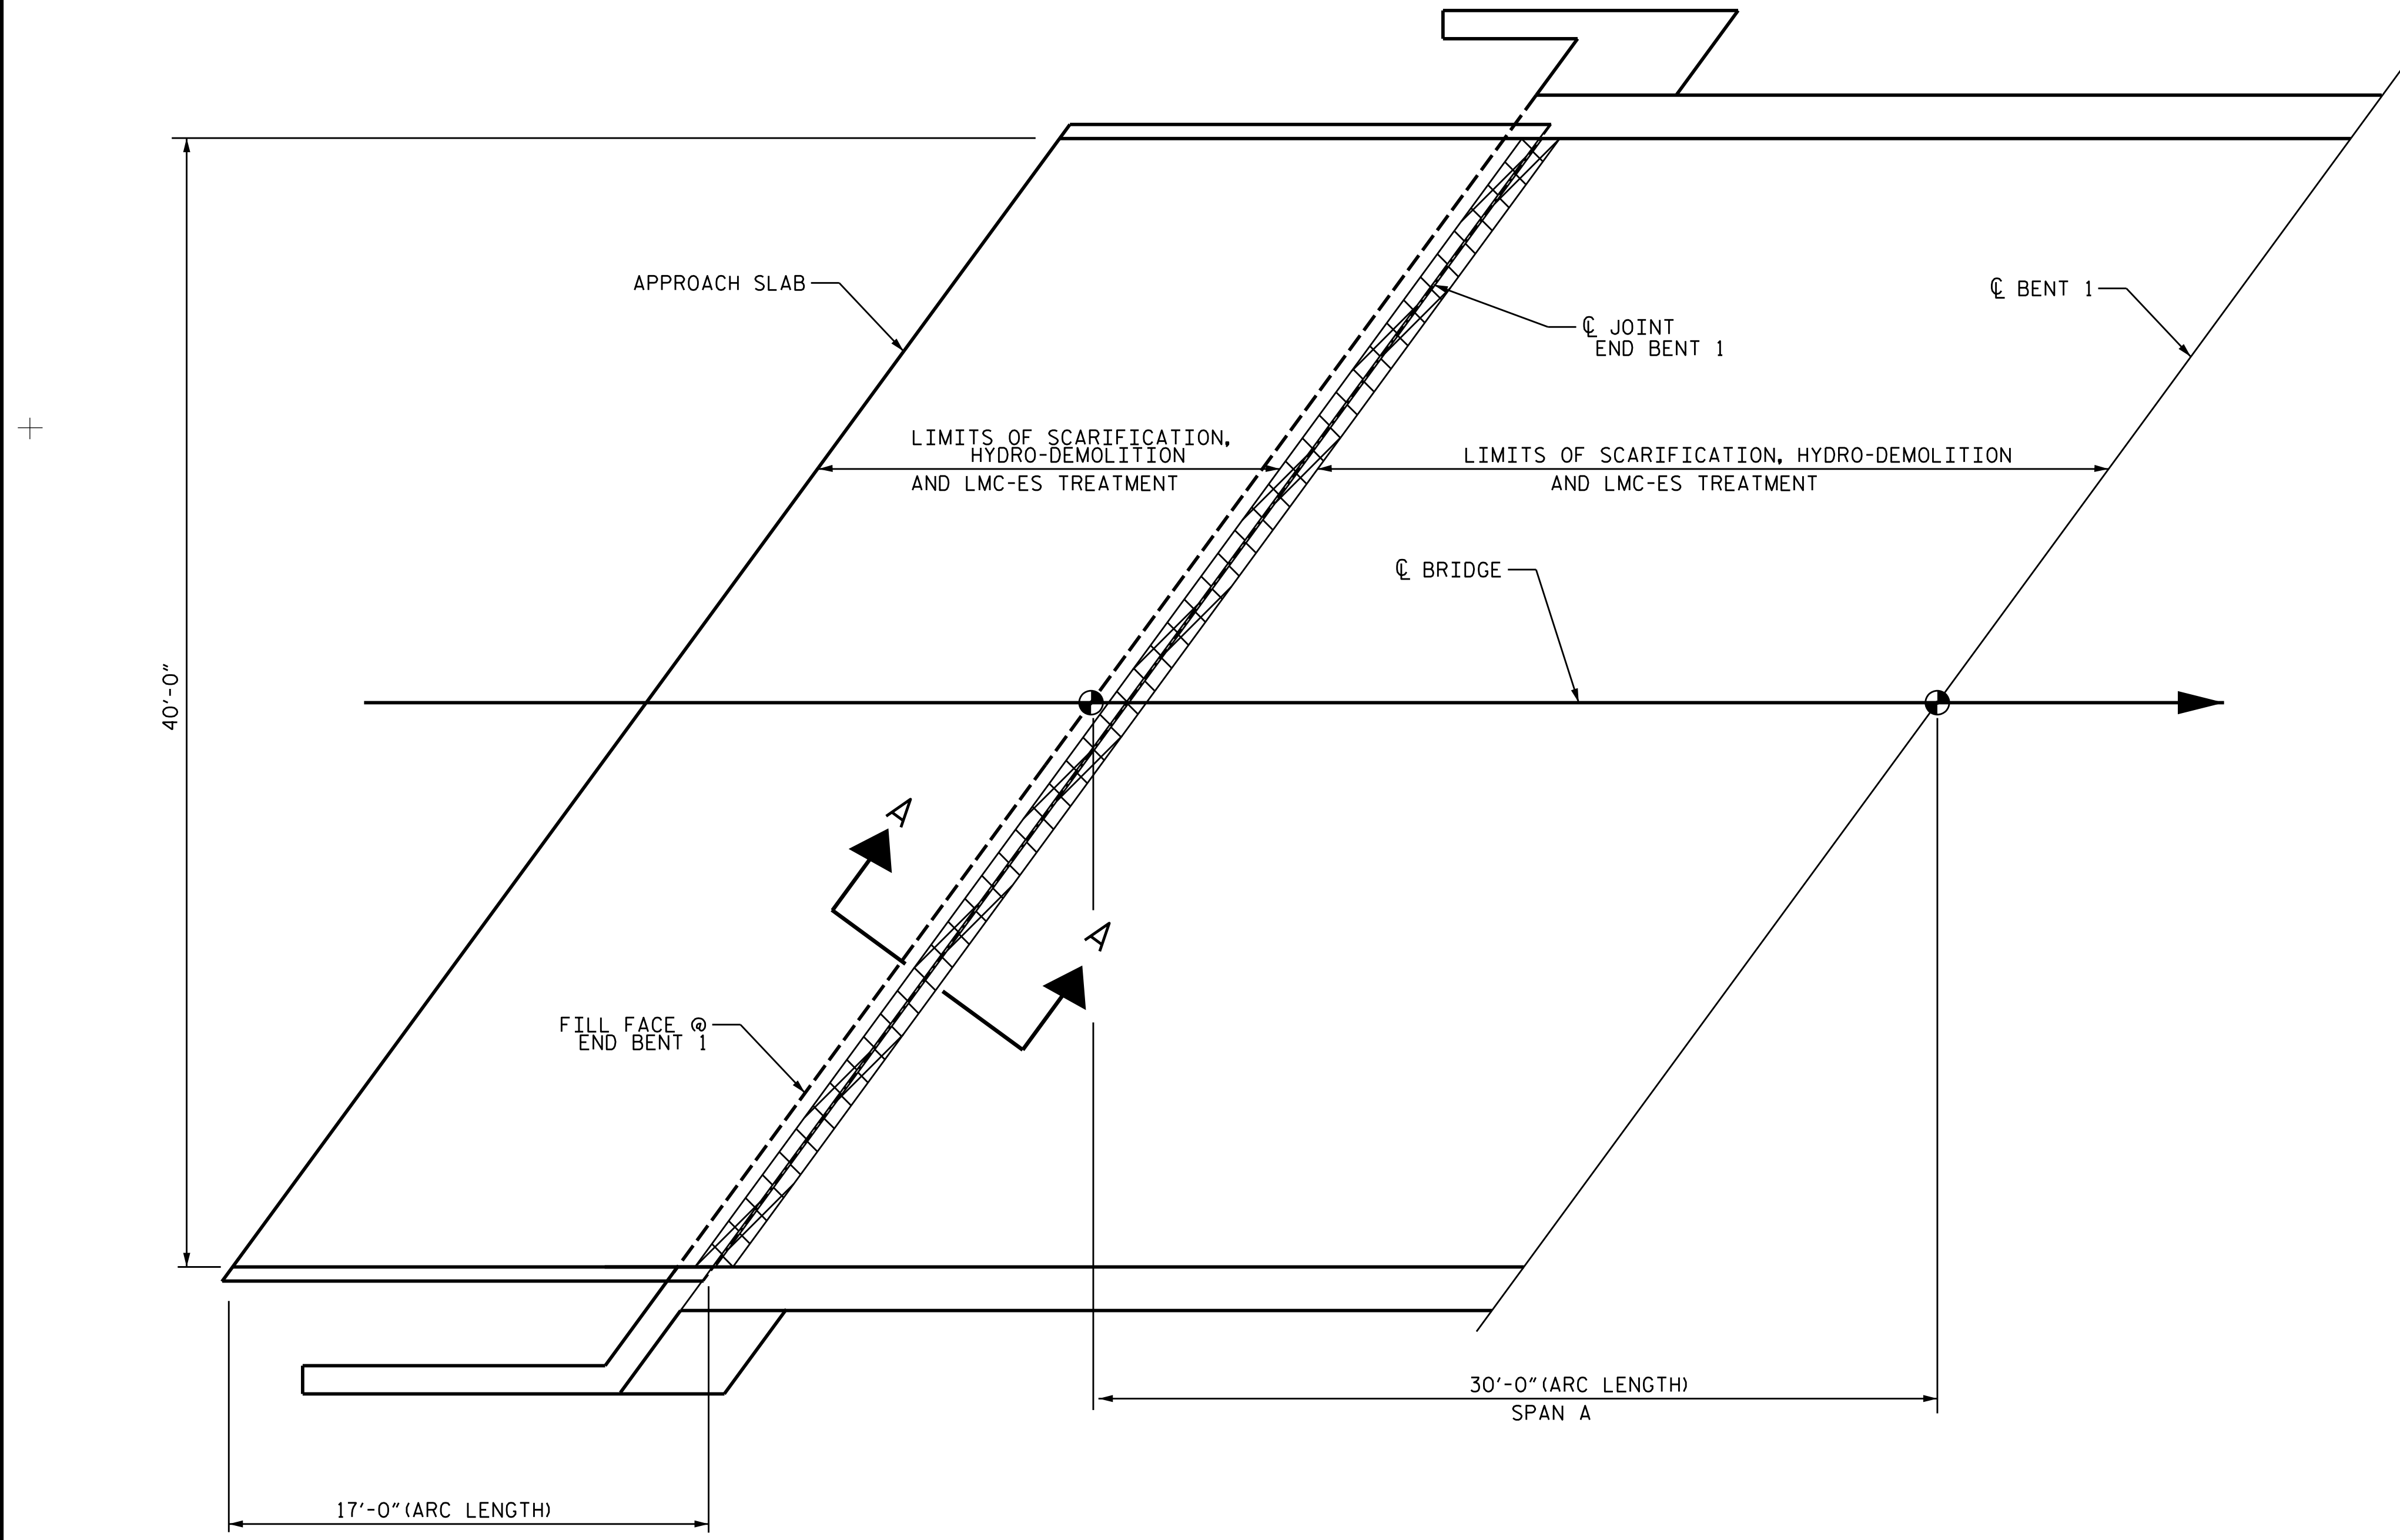 APPROACH SLAB
℄ BENT 1
℄ JOINT
END BENT 1
LIMITS OF SCARIFICATION,
HYDRO-DEMOLITION
AND LMC-ES TREATMENT
LIMITS OF SCARIFICATION, HYDRO-DEMOLITION
AND LMC-ES TREATMENT
℄ BRIDGE
40'-0"
A
A
FILL FACE @
END BENT 1
30'-0"(ARC LENGTH)
SPAN A
17'-0"(ARC LENGTH)